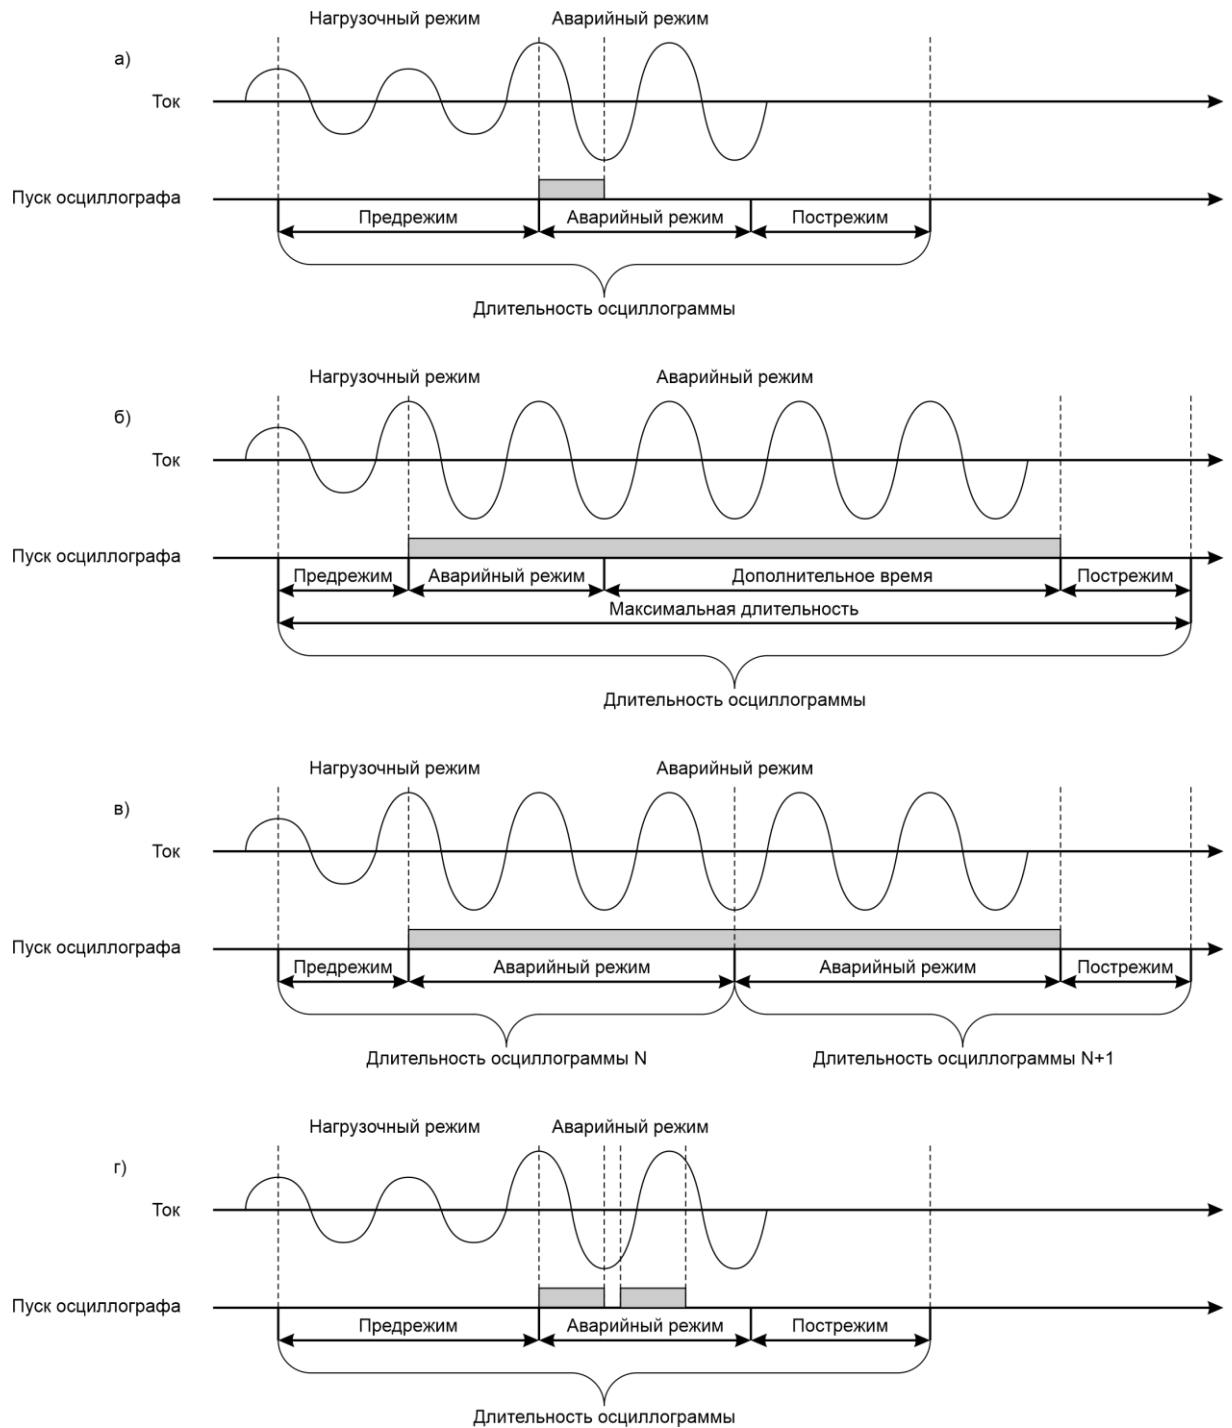 Нагрузочный режим Аварийный режим
а)
Ток
Пуск осциллографа
Предрежим Аварийный режим Пострежим
Длительность осциллограммы
Нагрузочный режим Аварийный режим
б)
Ток
Пуск осциллографа
Предрежим Аварийный режим Дополнительное время Пострежим
Максимальная длительность
Длительность осциллограммы
Нагрузочный режим Аварийный режим
в)
Ток
Пуск осциллографа
Предрежим Аварийный режим Аварийный режим Пострежим
Длительность осциллограммы N Длительность осциллограммы N+1
Нагрузочный режим Аварийный режим
г)
Ток
Пуск осциллографа
Предрежим Аварийный режим Пострежим
Длительность осциллограммы